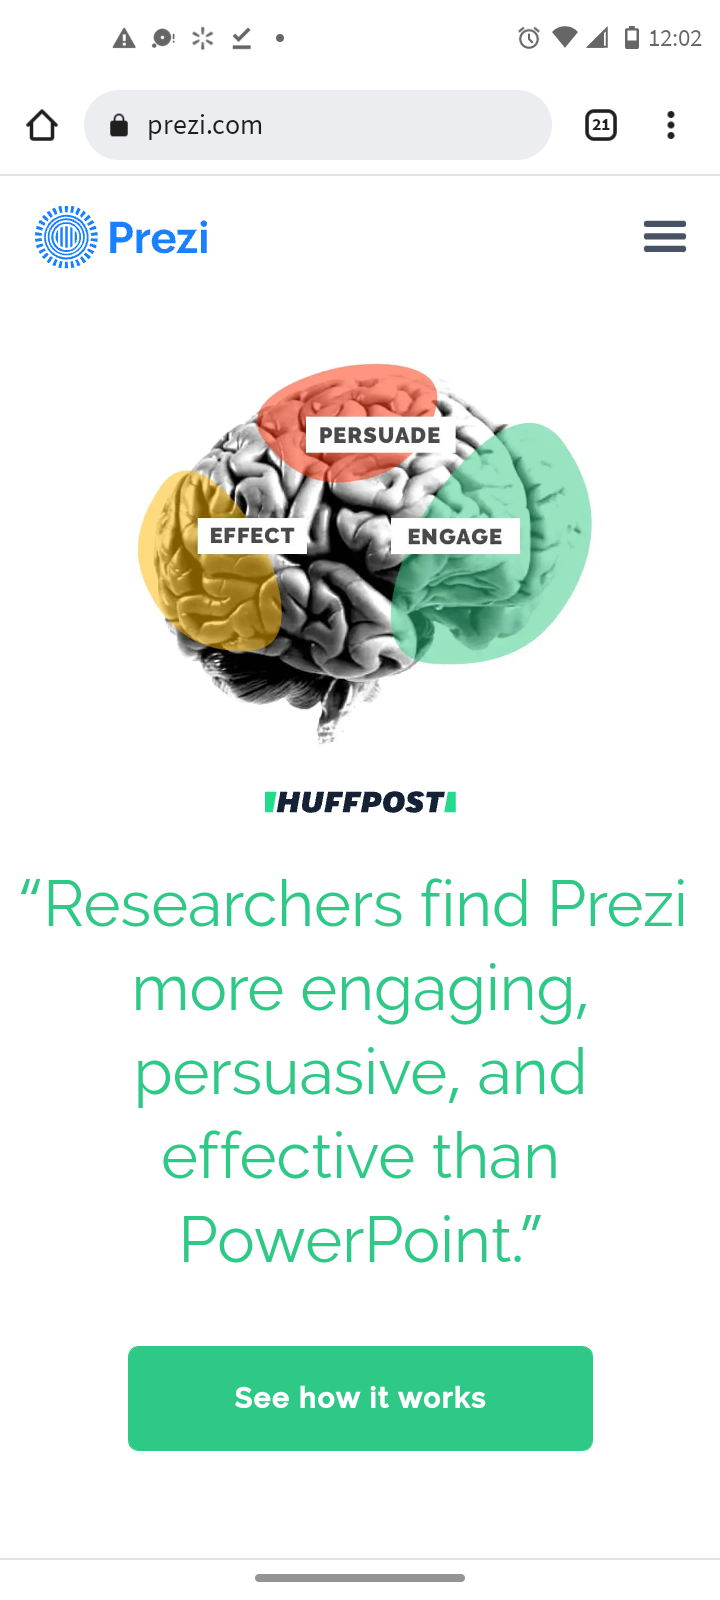 12:02
prezi.com
21
Prezi
PERSUADE
EFFECT
ENGAGE
HUFFPOST
“Researchers find Prezi
more engaging,
persuasive, and
effective than
PowerPoint.”
See how it works